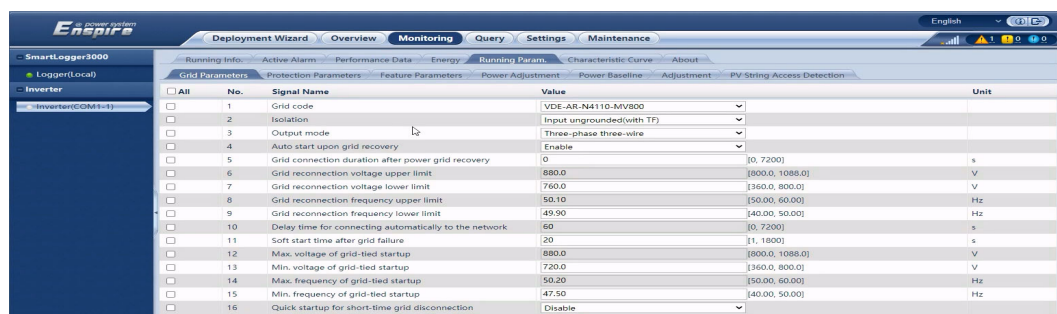 Enspire e power system
English
Deployment Wizard Overview Monitoring Query Settings Maintenance
1 0 0
SmartLogger3000
Running Info. Active Alarm Performance Data Energy Running Param. Characteristic Curve About
Logger(Local)
Grid Parameters Protection Parameters Feature Parameters Power Adjustment Power Baseline Adjustment PV String Access Detection
Inverter
All No. Signal Name Value Unit
Inverter(COM1-1)
1 Grid code VDE-AR-N4110-MV800
2 Isolation Input ungrounded(with TF)
3 Output mode Three-phase three-wire
4 Auto start upon grid recovery Enable
5 Grid connection duration after power grid recovery 0 [0, 7200] s
6 Grid reconnection voltage upper limit 880.0 [800.0, 1088.0] V
7 Grid reconnection voltage lower limit 760.0 [360.0, 800.0] V
8 Grid reconnection frequency upper limit 50.10 [50.00, 60.00] Hz
9 Grid reconnection frequency lower limit 49.90 [40.00, 50.00] Hz
10 Delay time for connecting automatically to the network 60 [0, 7200] s
11 Soft start time after grid failure 20 [1, 1800] s
12 Max. voltage of grid-tied startup 880.0 [800.0, 1088.0] V
13 Min. voltage of grid-tied startup 720.0 [360.0, 800.0] V
14 Max. frequency of grid-tied startup 50.20 [50.00, 60.00] Hz
15 Min. frequency of grid-tied startup 47.50 [40.00, 50.00] Hz
16 Quick startup for short-time grid disconnection Disable